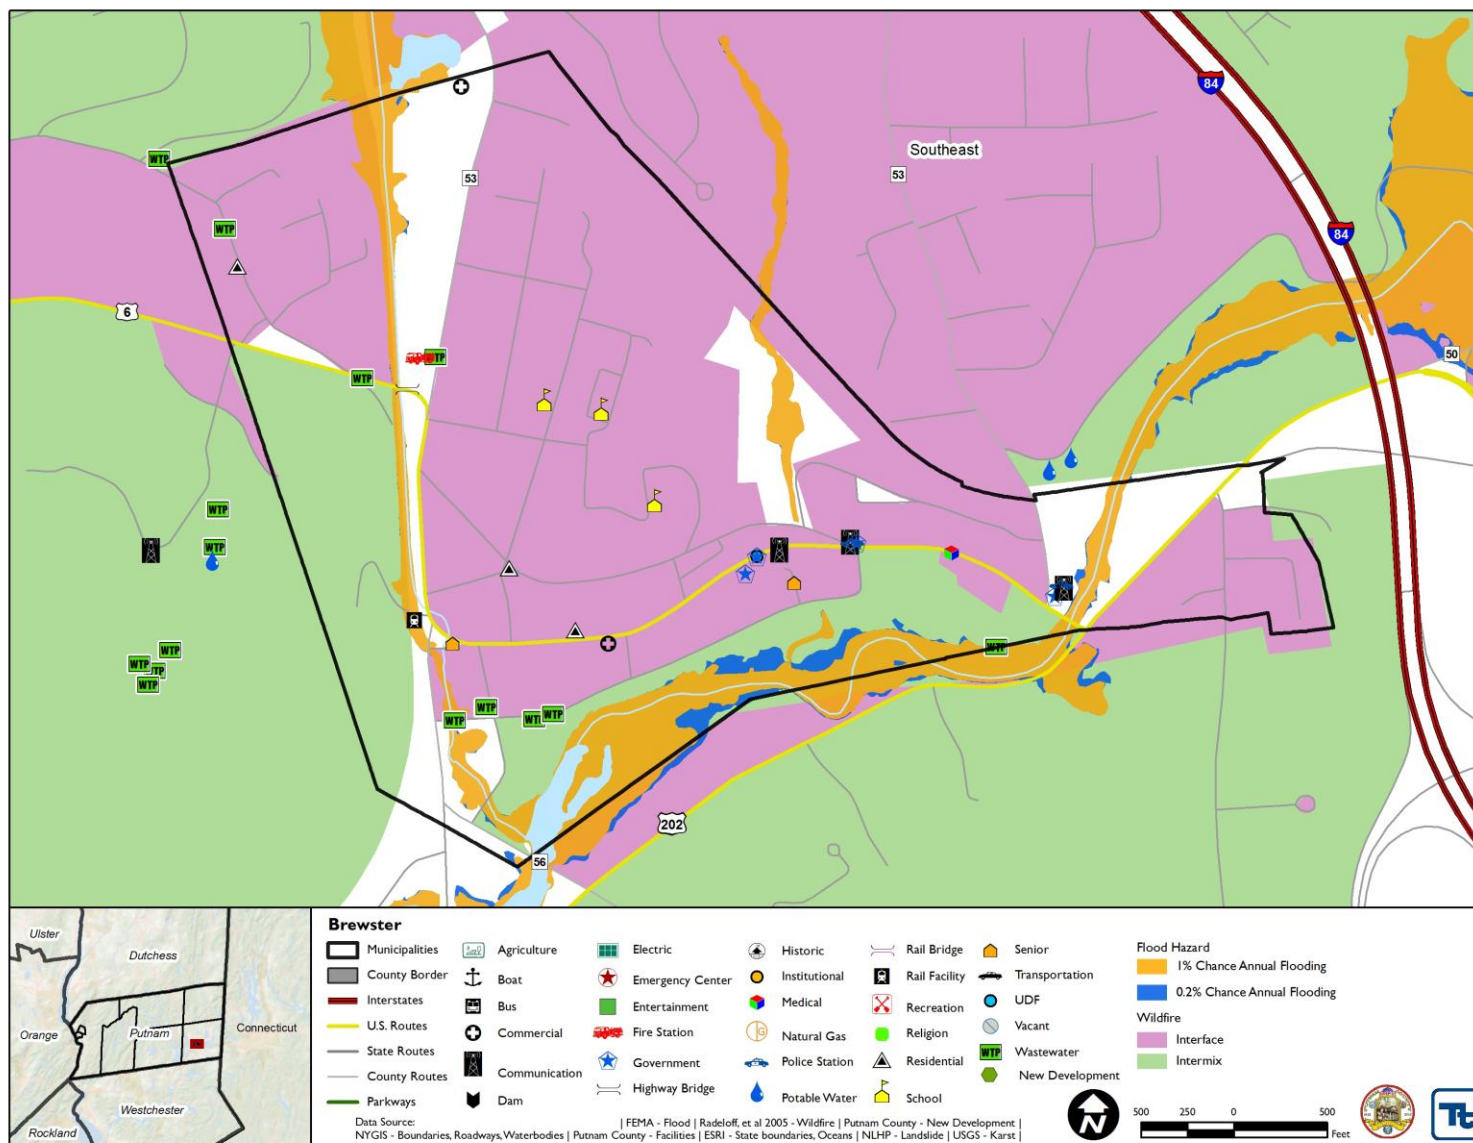 84
Southeast
WTP
53
53
WTP
84
6
50
WTP
WTP
WTP
WTP
WTP
WTP
WTP
WTP
WTP
WTP
WTP
WTP
WTP
202
56
Ulster
Dutchess
Orange
Putnam
Connecticut
Westchester
Rockland
Brewster
Municipalities
County Border
Interstates
U.S. Routes
State Routes
County Routes
Parkways
Agriculture
Boat
Bus
Commercial
Communication
Dam
Electric
Emergency Center
Entertainment
Fire Station
Government
Highway Bridge
Historic
Institutional
Medical
Natural Gas
Police Station
Potable Water
Rail Bridge
Rail Facility
Recreation
Religion
Residential
School
Senior
Transportation
UDF
Vacant
WTP Wastewater
New Development
Flood Hazard
1% Chance Annual Flooding
0.2% Chance Annual Flooding
Wildfire
Interface
Intermix
N
500 250 0 500
Feet
Tt
Data Source: | FEMA - Flood | Radeloff, et al 2005 - Wildfire | Putnam County - New Development |
NYGIS - Boundaries, Roadways, Waterbodies | Putnam County - Facilities | ESRI - State boundaries, Oceans | NLHP - Landslide | USGS - Karst |